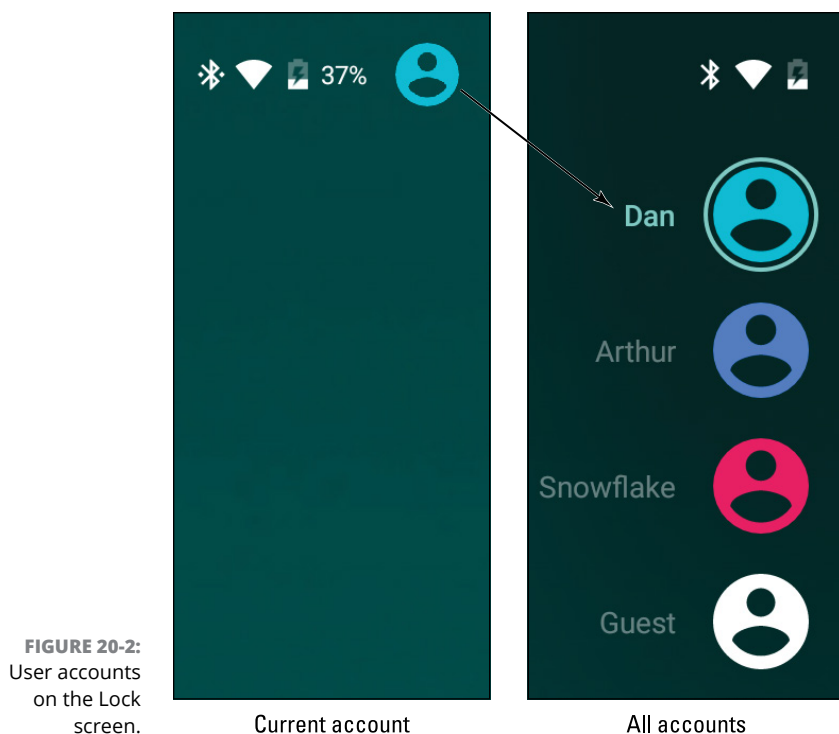 37%
Dan
Arthur
Snowflake
Guest
FIGURE 20-2:
User accounts
on the Lock
screen.
Current account
All accounts